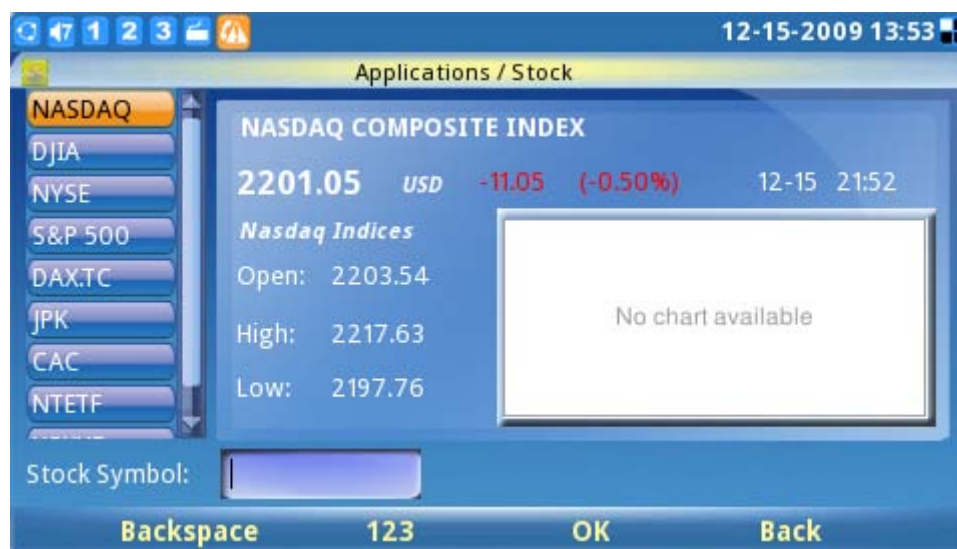 47 1 2 3 12-15-2009 13:53
Applications / Stock
NASDAQ
DJIA
NYSE
S&P 500
DAX.TC
JPK
CAC
NTETF
NASDAQ COMPOSITE INDEX
2201.05 USD -11.05 (-0.50%) 12-15 21:52
Nasdaq Indices
Open: 2203.54
High: 2217.63
Low: 2197.76
No chart available
Stock Symbol:
Backspace 123 OK Back